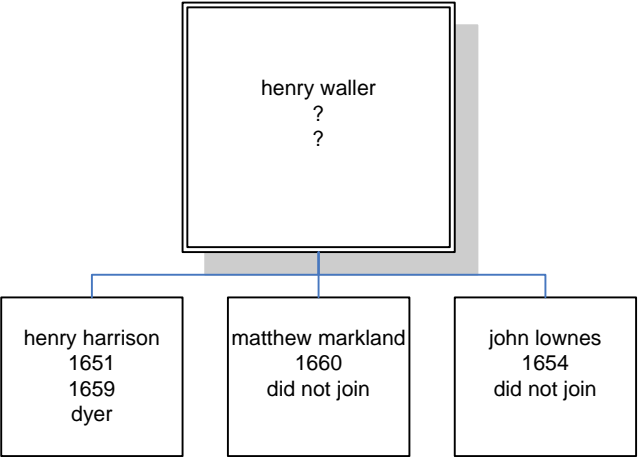 henry waller
?
?
henry harrison
1651
1659
dyer
matthew markland
1660
did not join
john lownes
1654
did not join